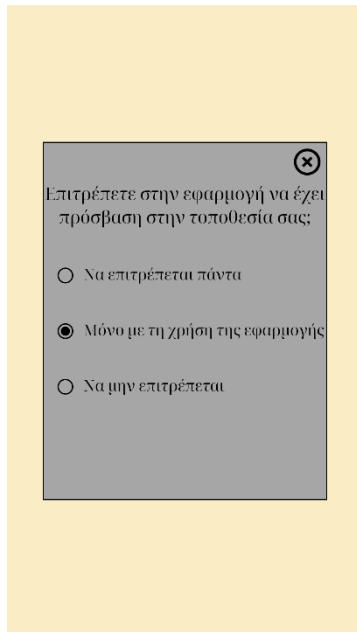 Επιτρέπετε στην εφαρμογή να έχει
πρόσβαση στην τοποθεσία σας;
Να επιτρέπεται πάντα
Μόνο με τη χρήση της εφαρμογής
Να μην επιτρέπεται